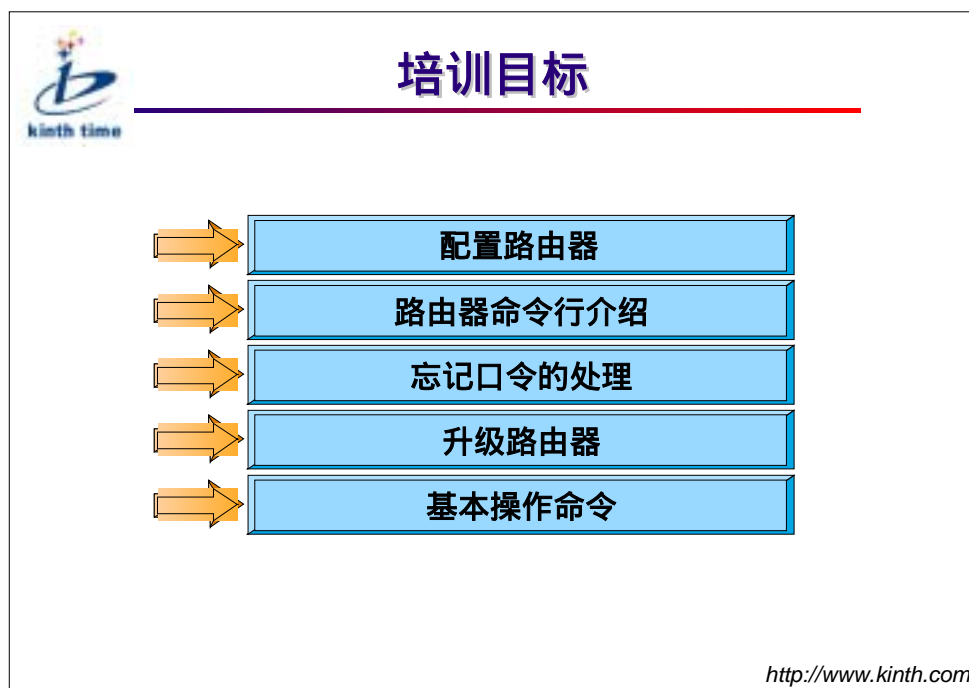 培训目标
kinth time
配置路由器
路由器命令行介绍
忘记口令的处理
升级路由器
基本操作命令
http://www.kinth.com